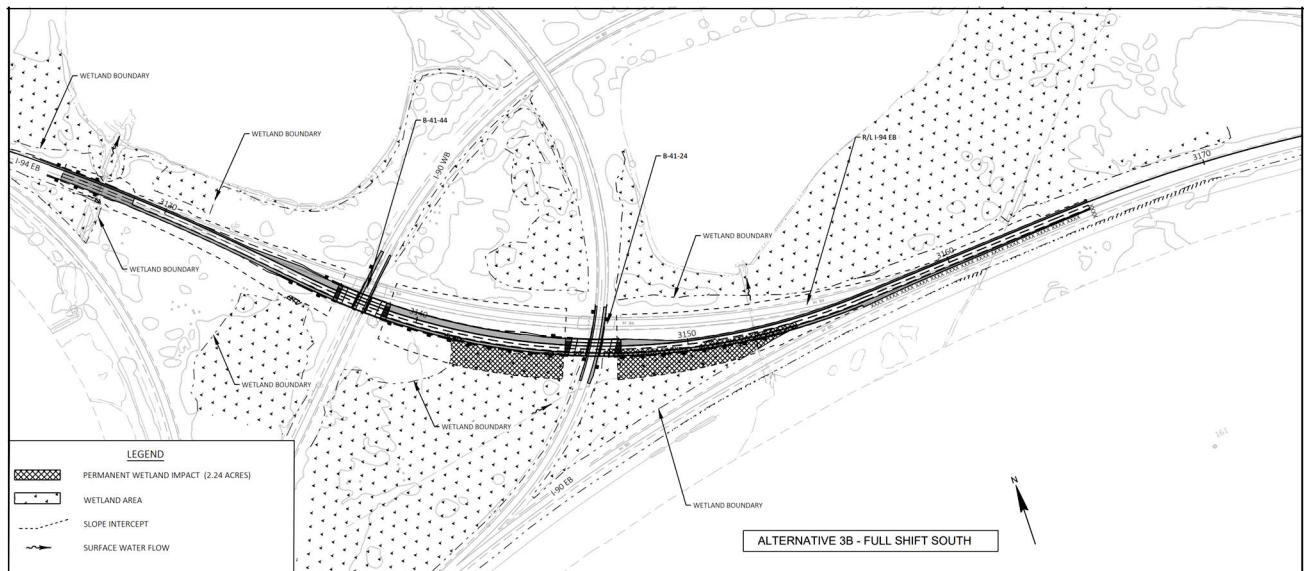 WETLAND BOUNDARY
WETLAND BOUNDARY
B-41-44
I-90 WB
B-41-24
R/L I-94 EB
I-94 EB
3130
3170
WETLAND BOUNDARY
WETLAND BOUNDARY
3160
3140
3150
WETLAND BOUNDARY
WETLAND BOUNDARY
161
I-90 EB
WETLAND BOUNDARY
LEGEND
PERMANENT WETLAND IMPACT (2.24 ACRES)
WETLAND AREA
SLOPE INTERCEPT
SURFACE WATER FLOW
N
ALTERNATIVE 3B - FULL SHIFT SOUTH